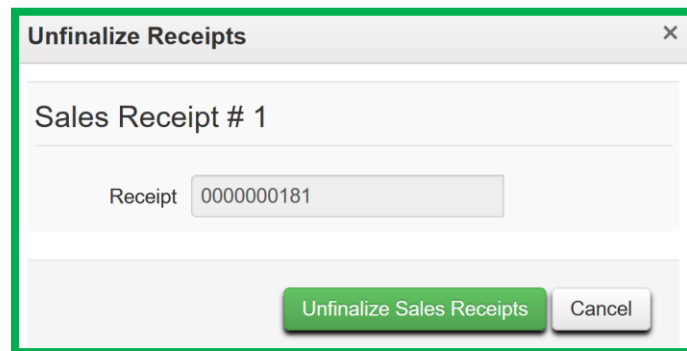 Unfinalize Receipts ×
Sales Receipt # 1
Receipt 0000000181
Unfinalize Sales Receipts Cancel